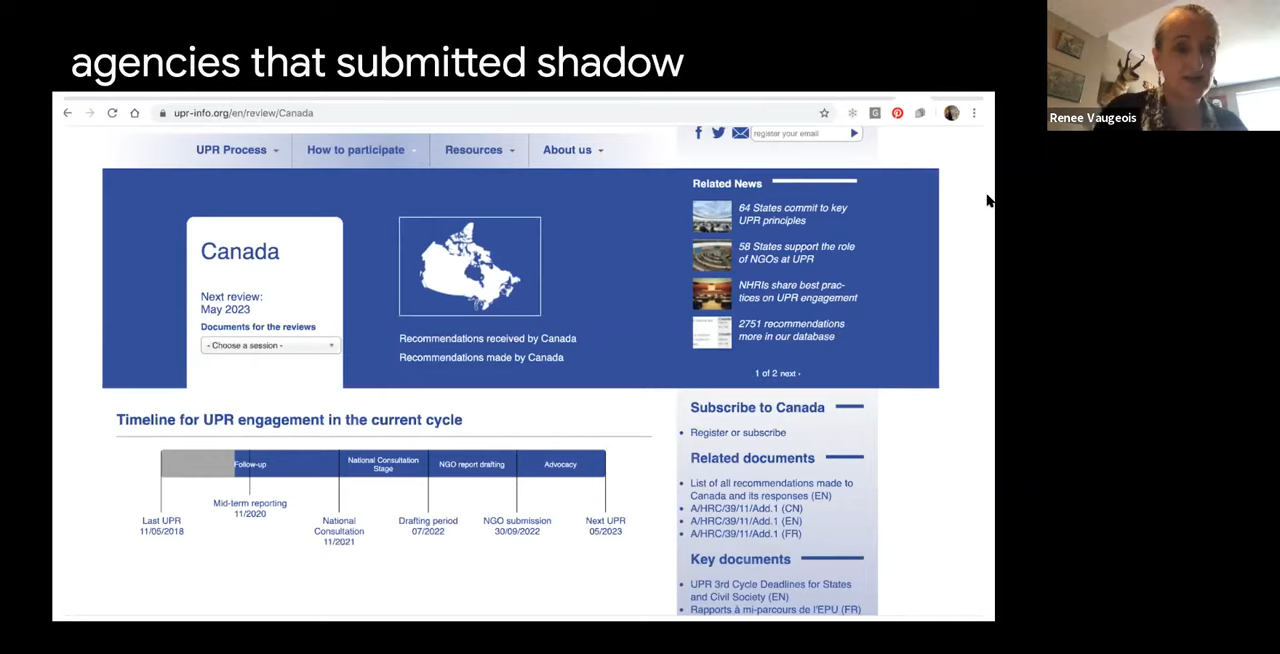 agencies that submitted shadow
Renee Vaugeois
upr-info.org/en/review/Canada
register your email
UPR Process
How to participate
Resources
About us
Canada
Next review:
May 2023
Documents for the reviews
- Choose a session -
Recommendations received by Canada
Recommendations made by Canada
Related News
64 States commit to key
UPR principles
58 States support the role
of NGOs at UPR
NHRIs share best prac-
tices on UPR engagement
2751 recommendations
more in our database
1 of 2 next ›
Timeline for UPR engagement in the current cycle
Follow-up
National Consultation
Stage
NGO report drafting
Advocacy
Last UPR
11/05/2018
Mid-term reporting
11/2020
National
Consultation
11/2021
Drafting period
07/2022
NGO submission
30/09/2022
Next UPR
05/2023
Subscribe to Canada
Register or subscribe
Related documents
List of all recommendations made to
Canada and its responses (EN)
A/HRC/39/11/Add.1 (CN)
A/HRC/39/11/Add.1 (EN)
A/HRC/39/11/Add.1 (FR)
Key documents
UPR 3rd Cycle Deadlines for States
and Civil Society (EN)
Rapports à mi-parcours de l'EPU (FR)